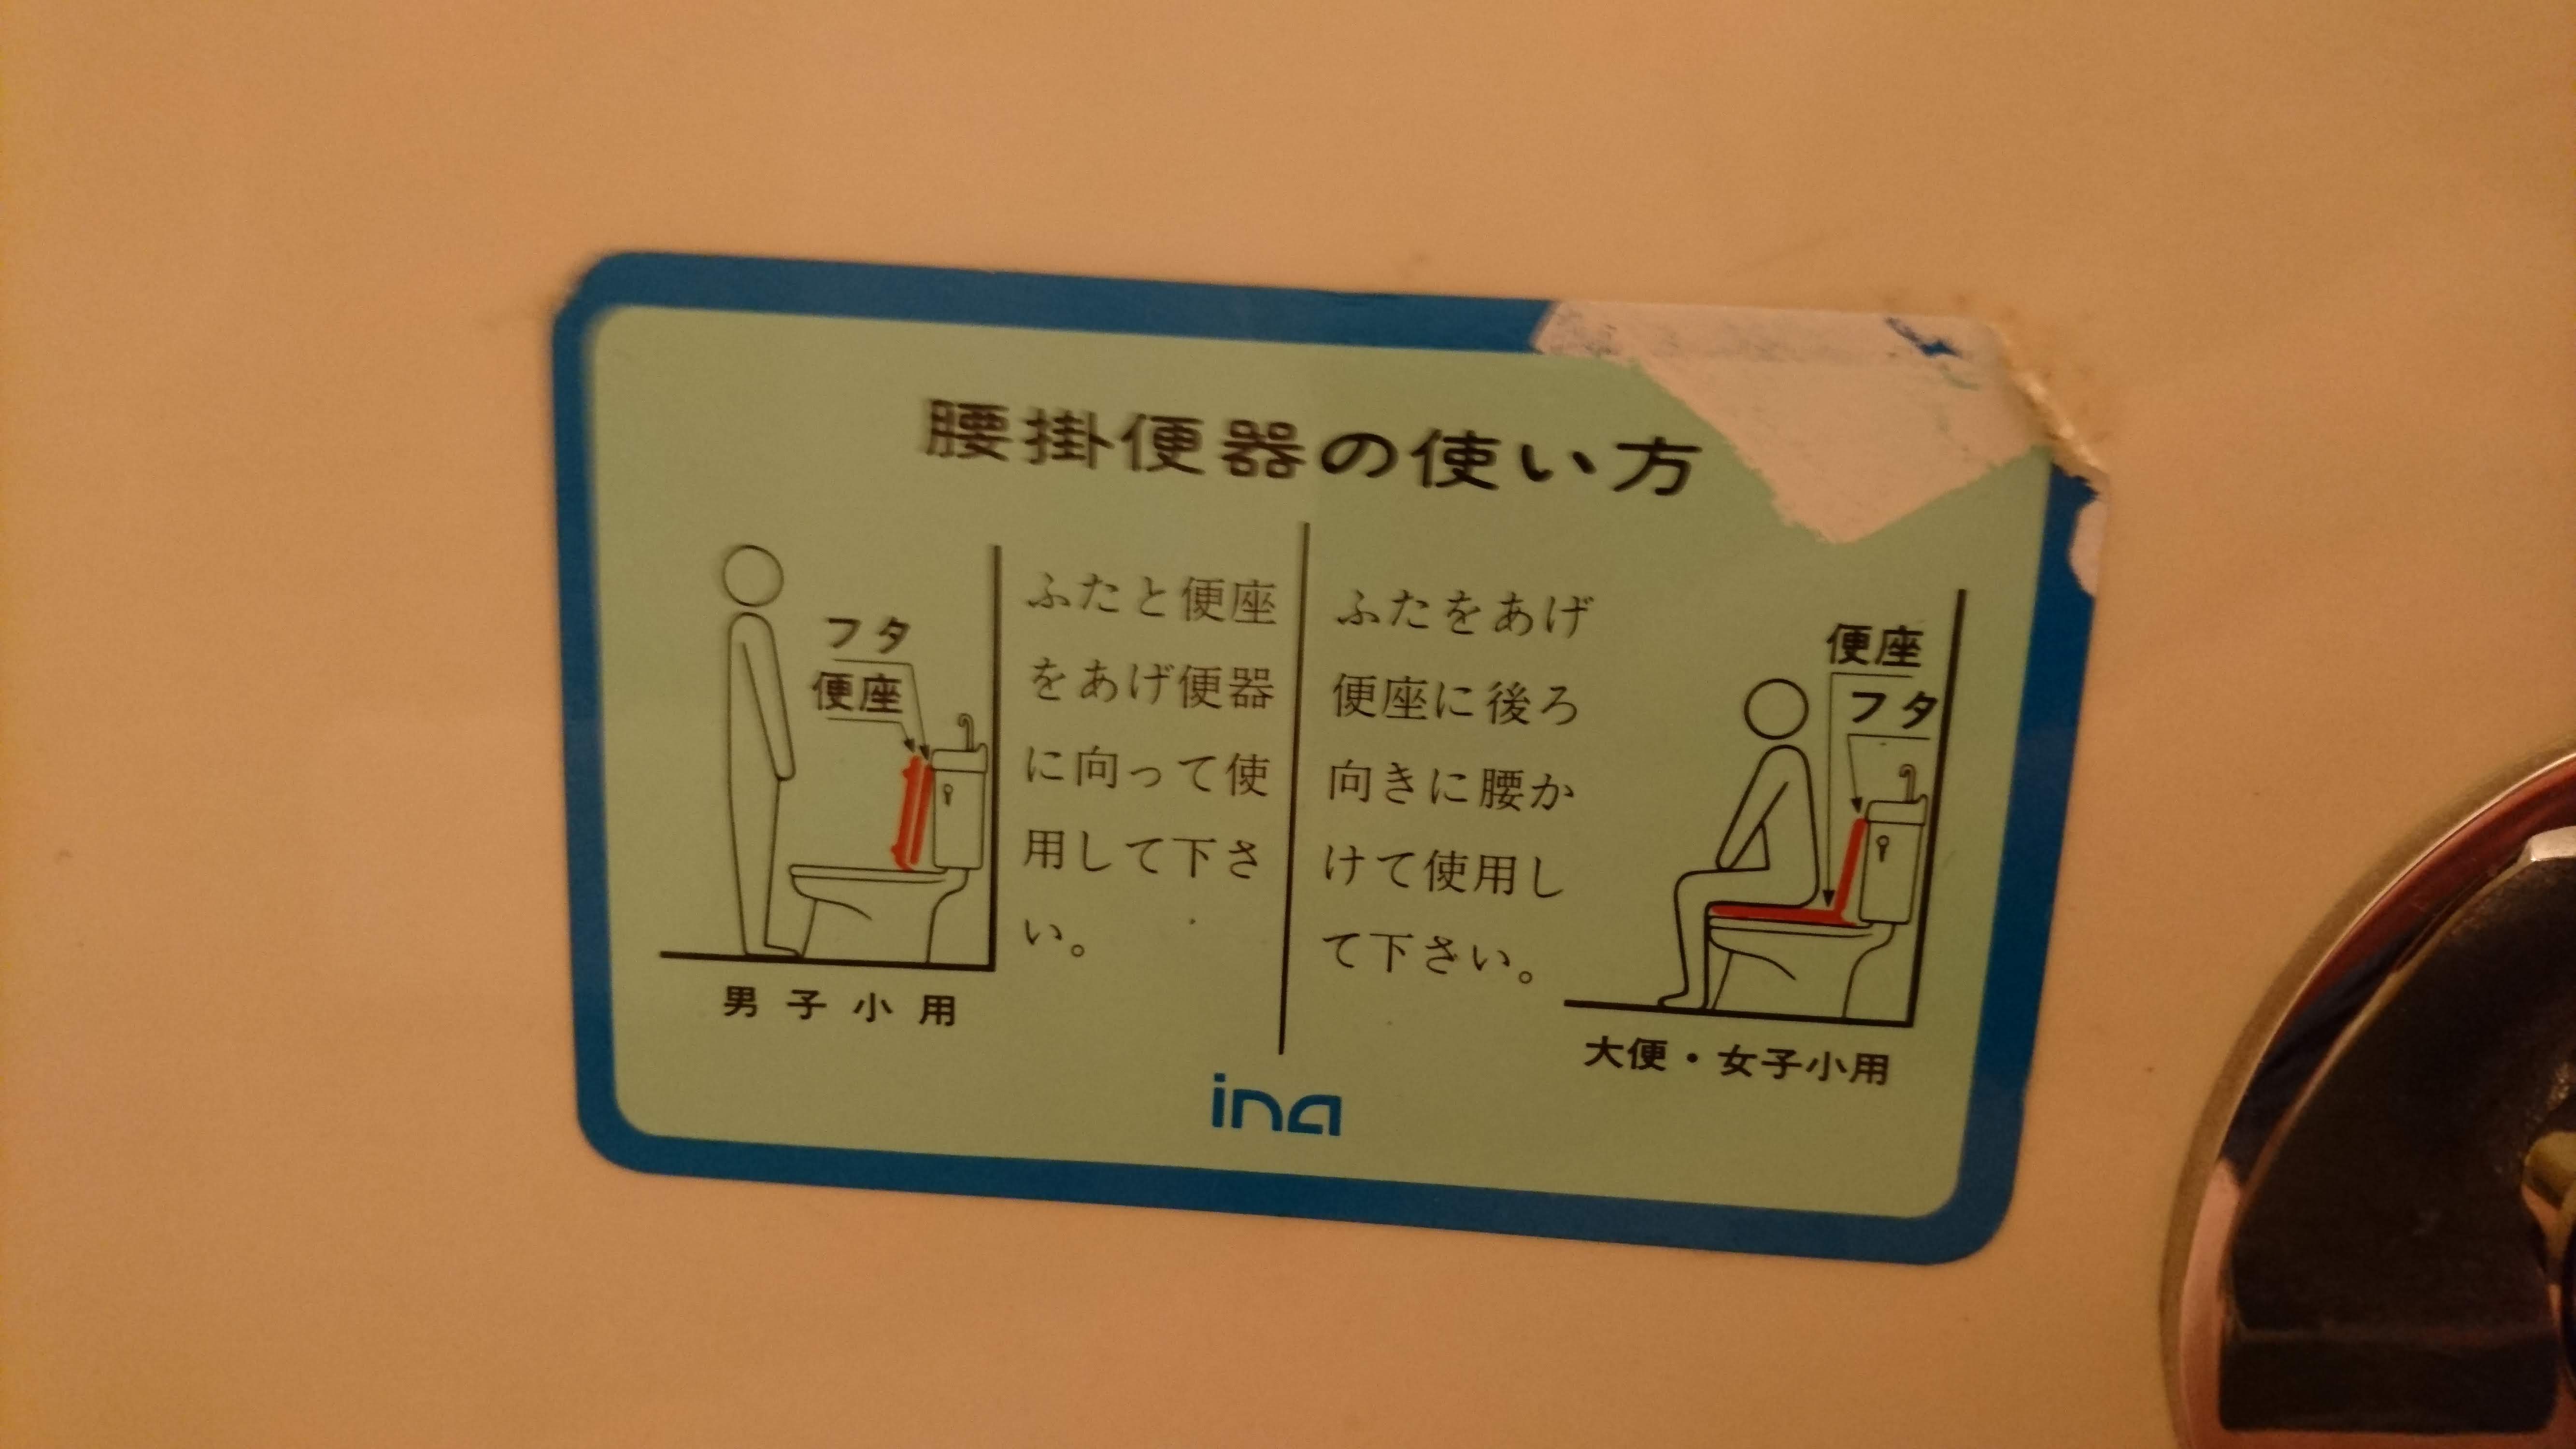 腰掛便器の使い方
フタ
便座
ふたと便座
をあげ便器
に向って使
用して下さ
い。
男子小用
ふたをあげ
便座に後ろ
向きに腰か
けて使用し
て下さい。
便座
フタ
大便・女子小用
ina